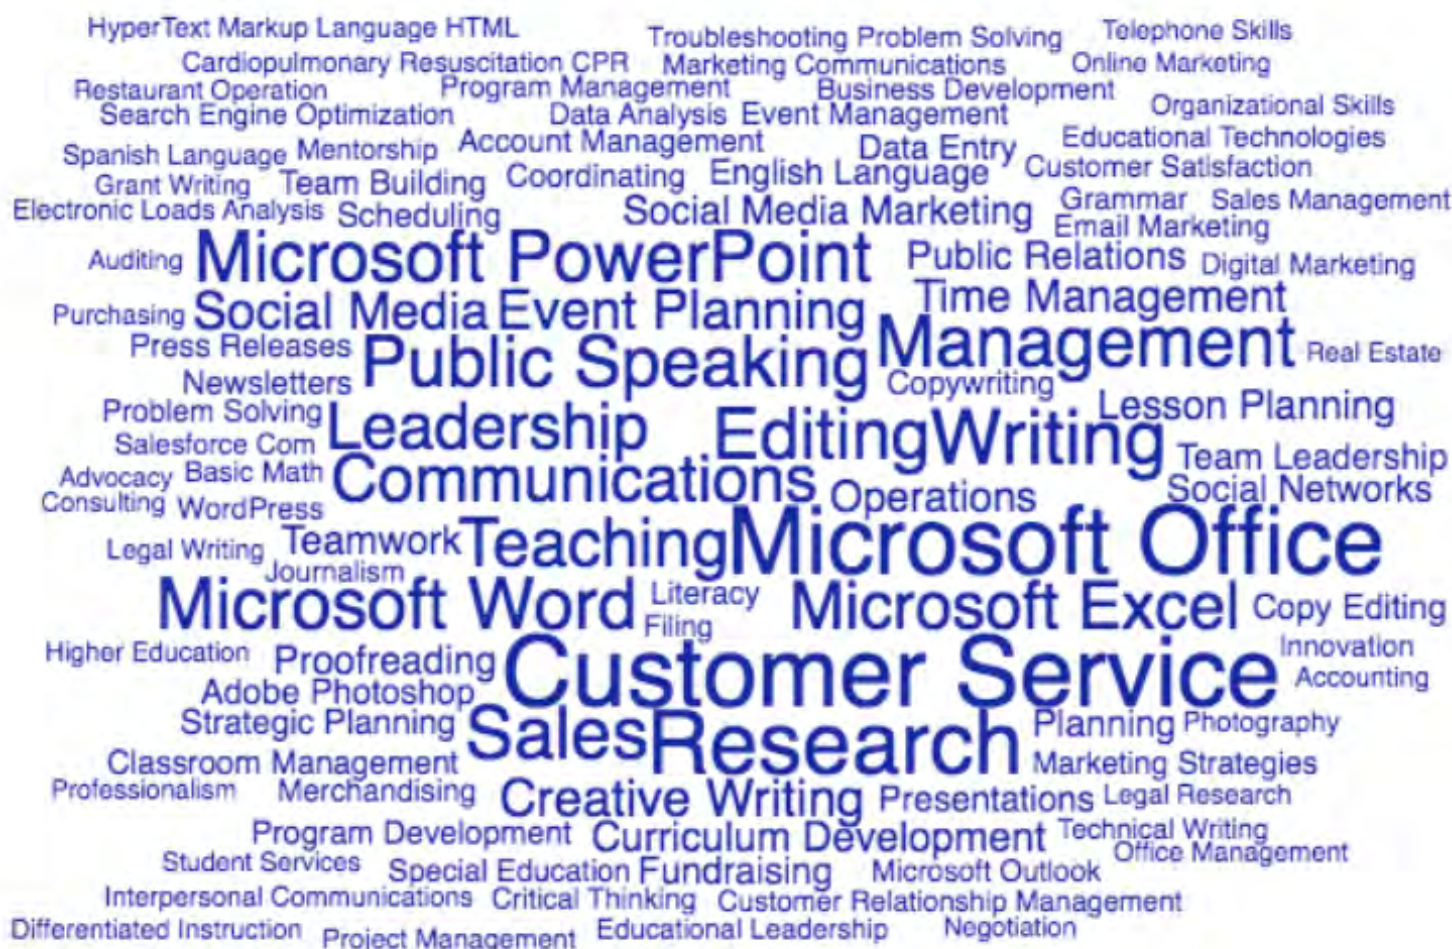 HyperText Markup Language HTML
Troubleshooting Problem Solving
Telephone Skills
Cardiopulmonary Resuscitation CPR
Marketing Communications
Online Marketing
Restaurant Operation
Program Management
Business Development
Search Engine Optimization
Data Analysis
Event Management
Organizational Skills
Spanish Language
Mentorship
Account Management
Data Entry
Educational Technologies
Grant Writing
Team Building
Coordinating
English Language
Customer Satisfaction
Electronic Loads Analysis
Scheduling
Social Media Marketing
Grammar
Sales Management
Email Marketing
Auditing
Microsoft PowerPoint
Public Relations
Digital Marketing
Purchasing
Social Media
Event Planning
Time Management
Press Releases
Public Speaking
Management
Real Estate
Newsletters
Copywriting
Problem Solving
Leadership
Editing
Writing
Lesson Planning
Salesforce Com
Team Leadership
Advocacy
Basic Math
Communications
Operations
Social Networks
Consulting
WordPress
Legal Writing
Teamwork
Teaching
Microsoft Office
Journalism
Microsoft Word
Literacy
Microsoft Excel
Copy Editing
Filing
Higher Education
Proofreading
Customer Service
Innovation
Accounting
Adobe Photoshop
Strategic Planning
Sales
Research
Planning
Photography
Classroom Management
Marketing Strategies
Professionalism
Merchandising
Creative Writing
Presentations
Legal Research
Program Development
Curriculum Development
Technical Writing
Office Management
Student Services
Special Education
Fundraising
Microsoft Outlook
Interpersonal Communications
Critical Thinking
Customer Relationship Management
Differentiated Instruction
Project Management
Educational Leadership
Negotiation